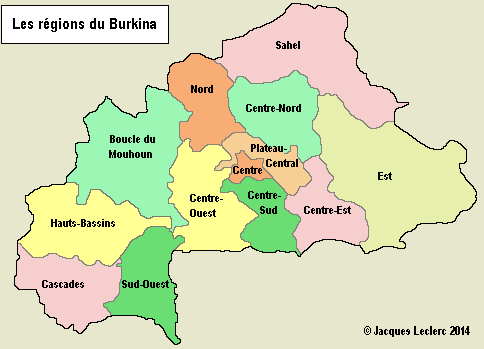 Les régions du Burkina
Sahel
Nord
Centre-Nord
Boucle du
Mouhoun
Plateau-
Central
Centre
Est
Centre-
Ouest
Centre-
Sud
Centre-Est
Hauts-Bassins
Cascades
Sud-Ouest
© Jacques Leclerc 2014